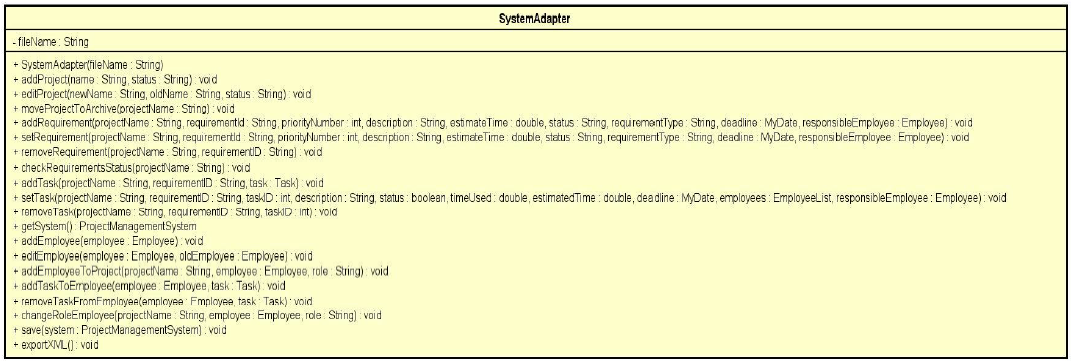 SystemAdapter
- fileName : String
+ SystemAdapter(fileName : String)
+ addProject(name : String, status : String) : void
+ editProject(newName : String, oldName : String, status : String) : void
+ moveProjectToArchive(projectName : String) : void
+ addRequirement(projectName : String, requirementId : String, priorityNumber : int, description : String, estimateTime : double, status : String, requirementType : String, deadline : MyDate, responsibleEmployee : Employee) : void
+ setRequirement(projectName : String, requirementId : String, priorityNumber : int, description : String, estimateTime : double, status : String, requirementType : String, deadline : MyDate, responsibleEmployee : Employee) : void
+ removeRequirement(projectName : String, requirementID : String) : void
+ checkRequirementsStatus(projectName : String) : void
+ addTask(projectName : String, requirementID : String, task : Task) : void
+ setTask(projectName : String, requirementID : String, taskID : int, description : String, status : boolean, timeUsed : double, estimatedTime : double, deadline : MyDate, employees : EmployeeList, responsibleEmployee : Employee) : void
+ removeTask(projectName : String, requirementID : String, taskID : int) : void
+ getSystem() : ProjectManagementSystem
+ addEmployee(employee : Employee) : void
+ editEmployee(employee : Employee, oldEmployee : Employee) : void
+ addEmployeeToProject(projectName : String, employee : Employee, role : String) : void
+ addTaskToEmployee(employee : Employee, task : Task) : void
+ removeTaskFromEmployee(employee : Employee, task : Task) : void
+ changeRoleEmployee(projectName : String, employee : Employee, role : String) : void
+ save(system : ProjectManagementSystem) : void
+ exportXML() : void